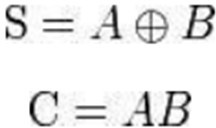 S = A ⊕ B
C = AB